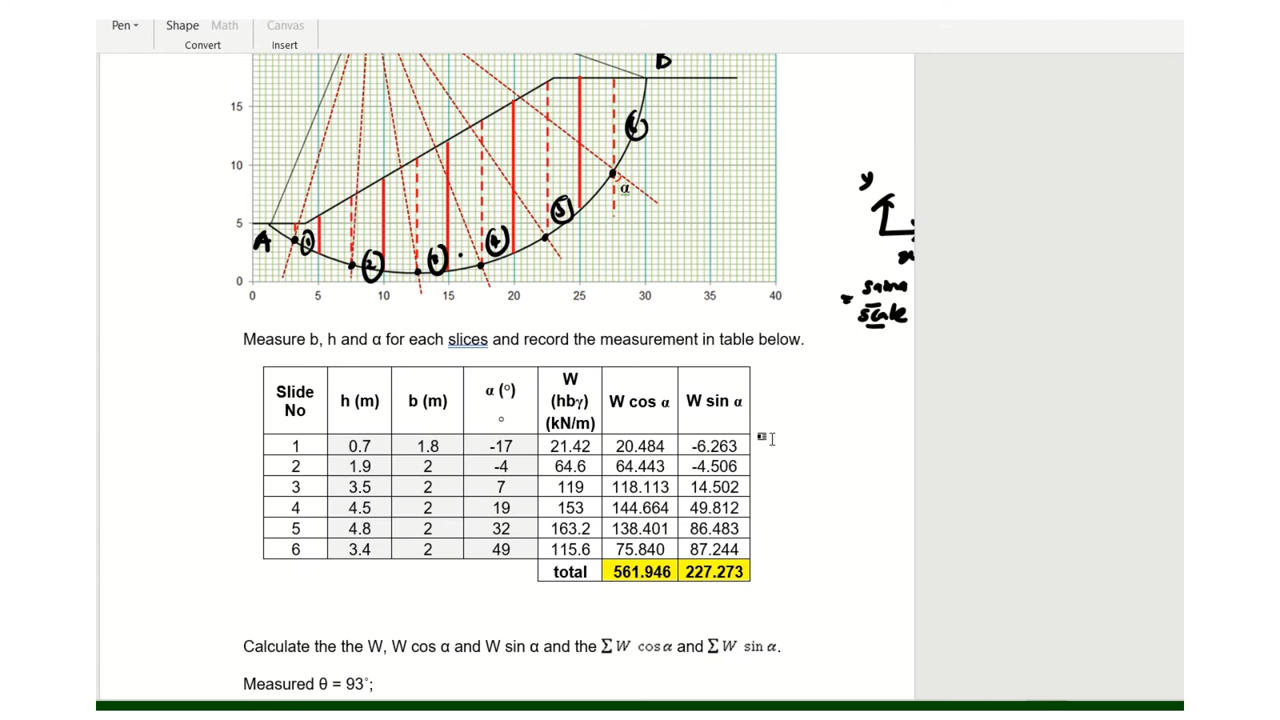 Pen Shape Math Canvas
Convert Insert
B
15
10
5
0
6
α
5
A 1 2 3 4
0 5 10 15 20 25 30 35 40
y
x
= same
scale
Measure b, h and α for each slices and record the measurement in table below.
Slide No h (m) b (m) α (°) ° W (hbγ) (kN/m) W cos α W sin α
1 0.7 1.8 -17 21.42 20.484 -6.263
2 1.9 2 -4 64.6 64.443 -4.506
3 3.5 2 7 119 118.113 14.502
4 4.5 2 19 153 144.664 49.812
5 4.8 2 32 163.2 138.401 86.483
6 3.4 2 49 115.6 75.840 87.244
total 561.946 227.273
Calculate the the W, W cos α and W sin α and the ∑W cos α and ∑W sin α.
Measured θ = 93°;